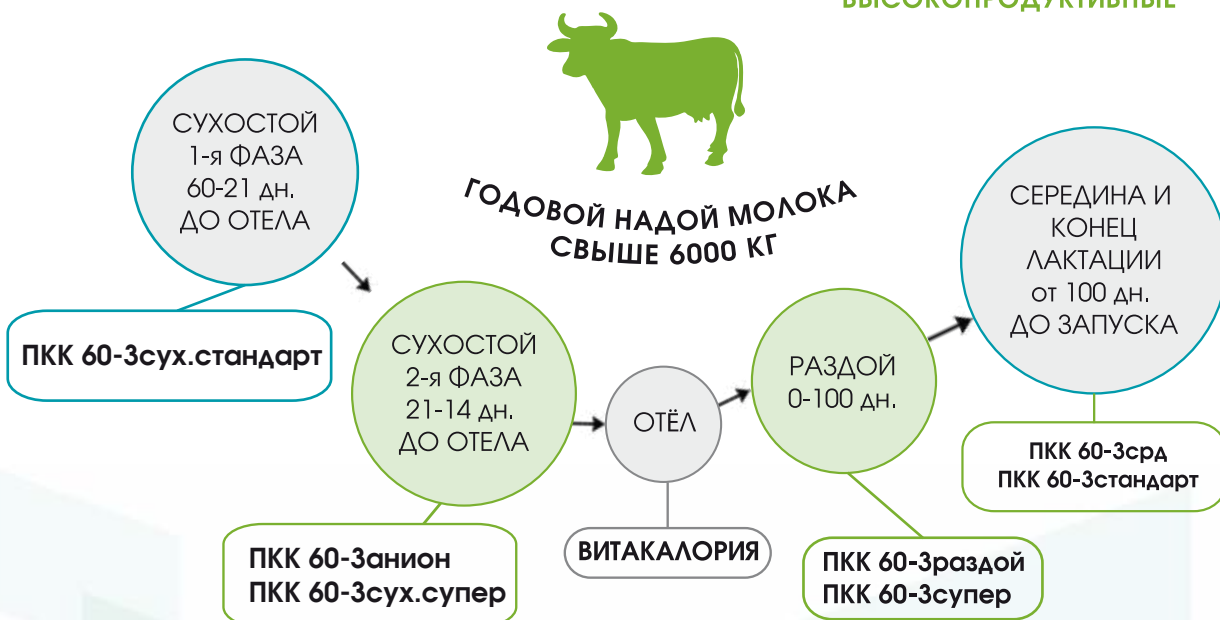 ВЫСОКОПРОДУКТИВНЫЕ
ГОДОВОЙ НАДОЙ МОЛОКА
СВЫШЕ 6000 КГ
СУХОСТОЙ
1-я ФАЗА
60-21 дн.
ДО ОТЕЛА
ПКК 60-3сух.стандарт
СУХОСТОЙ
2-я ФАЗА
21-14 дн.
ДО ОТЕЛА
ПКК 60-3анион
ПКК 60-3сух.супер
ОТЁЛ
ВИТАКАЛОРИЯ
РАЗДОЙ
0-100 дн.
ПКК 60-3раздой
ПКК 60-3супер
СЕРЕДИНА И
КОНЕЦ
ЛАКТАЦИИ
от 100 дн.
ДО ЗАПУСКА
ПКК 60-3срд
ПКК 60-3стандарт